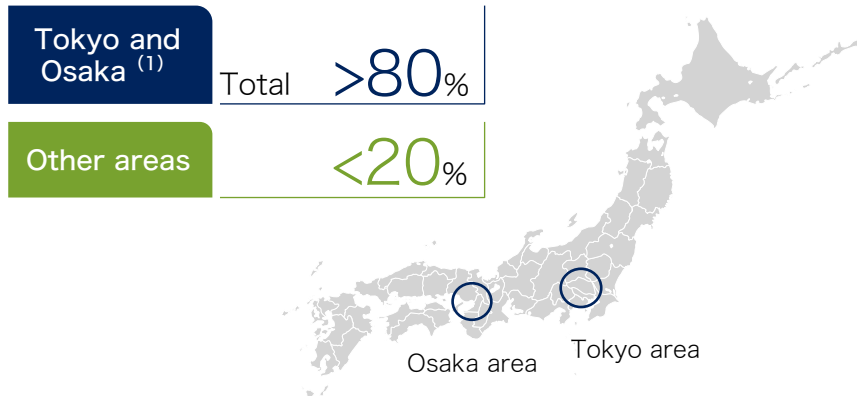 Tokyo and
Osaka (1)
Total >80%
Other areas
<20%
Osaka area
Tokyo area